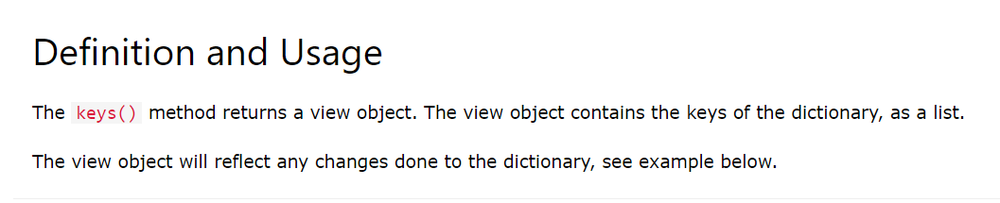 Definition and Usage
The keys() method returns a view object. The view object contains the keys of the dictionary, as a list.
The view object will reflect any changes done to the dictionary, see example below.